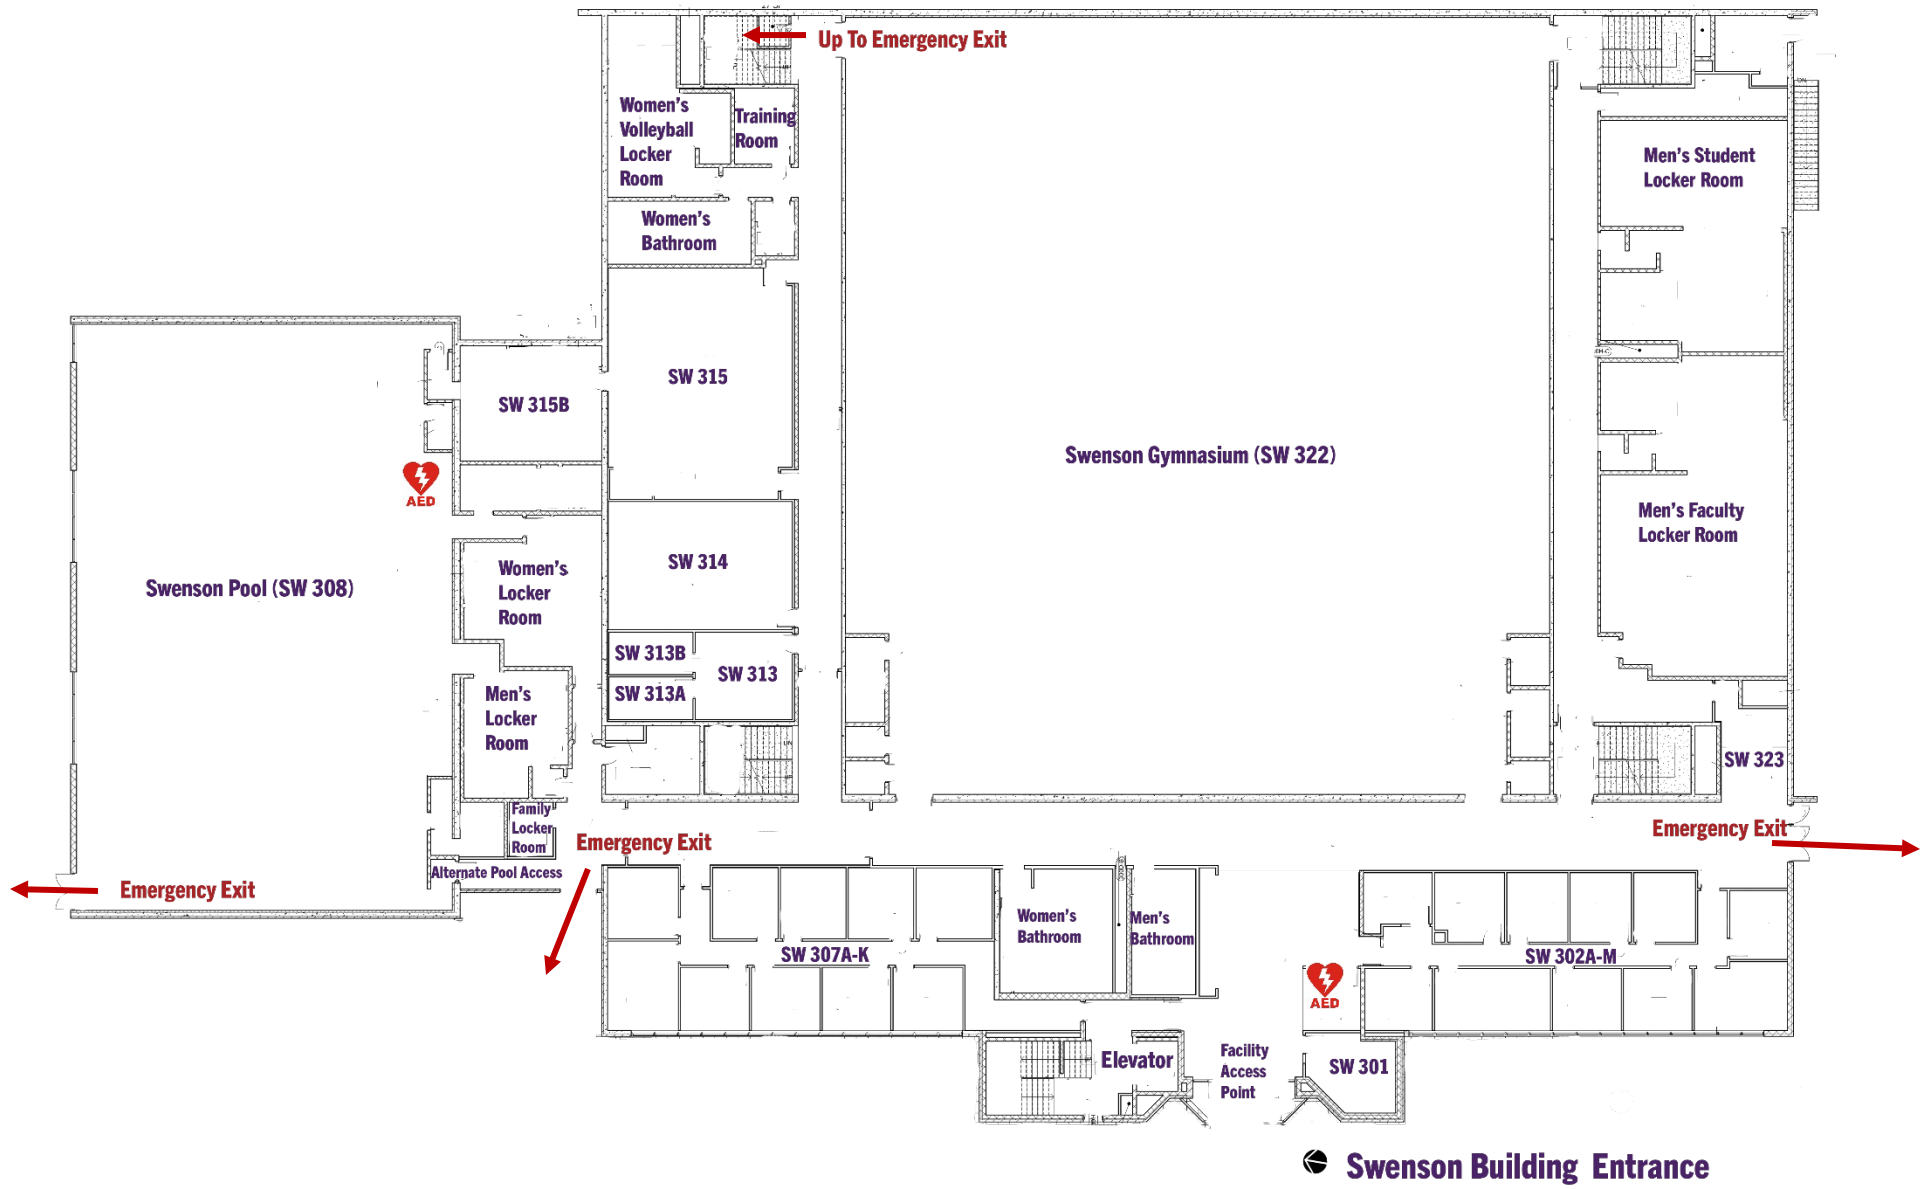 Up To Emergency Exit
Women's
Volleyball
Locker
Room
Training
Room
Men's Student
Locker Room
Women's
Bathroom
SW 315
SW 315B
AED
Swenson Gymnasium (SW 322)
Men's Faculty
Locker Room
SW 314
Swenson Pool (SW 308)
Women's
Locker
Room
SW 313B
SW 313
SW 313A
Men's
Locker
Room
SW 323
Family
Locker
Room
Emergency Exit
Emergency Exit
Alternate Pool Access
Emergency Exit
Women's
Bathroom
Men's
Bathroom
SW 307A-K
SW 302A-M
AED
Elevator
Facility
Access
Point
SW 301
Swenson Building Entrance